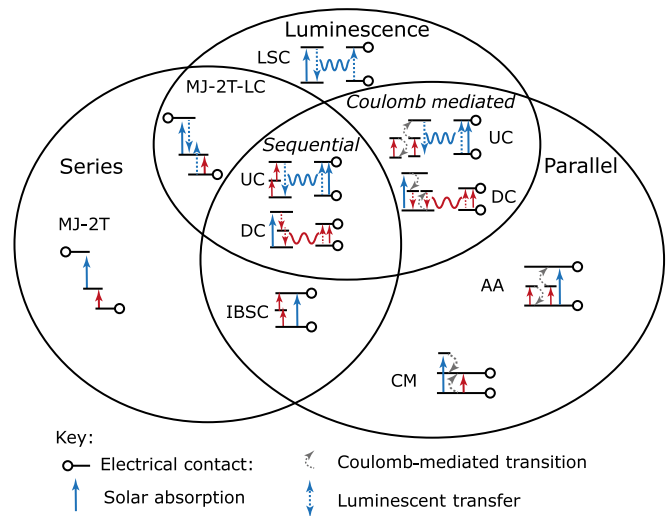 Luminescence
LSC
MJ-2T-LC
Coulomb mediated
Sequential
UC
Series
Parallel
UC
DC
MJ-2T
DC
AA
IBSC
CM
Key:
Electrical contact:
Coulomb-mediated transition
Solar absorption
Luminescent transfer